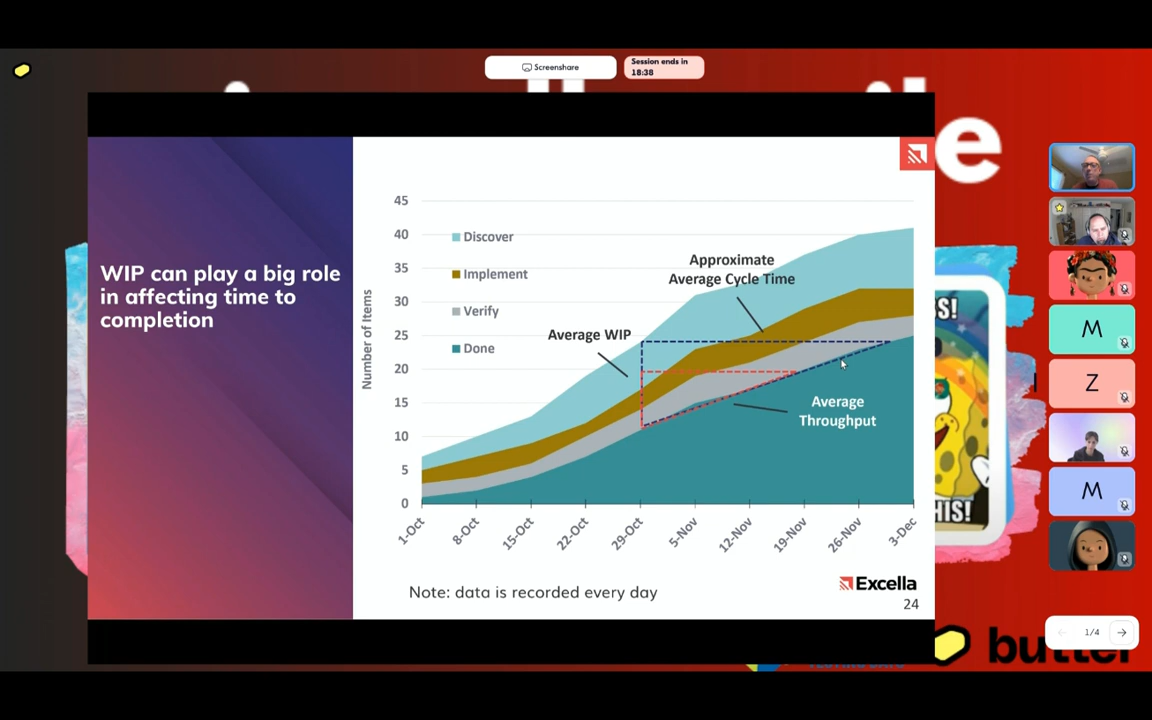 Screenshare
Session ends in
18:38
e
WIP can play a big role
in affecting time to
completion
45
40
35
30
25
20
15
10
5
0
Number of Items
Discover
Implement
Verify
Done
Approximate
Average Cycle Time
Average WIP
Average
Throughput
1-Oct
8-Oct
15-Oct
22-Oct
29-Oct
5-Nov
12-Nov
19-Nov
26-Nov
3-Dec
Note: data is recorded every day
Excella
24
S!
HIS!
M
Z
M
1/4